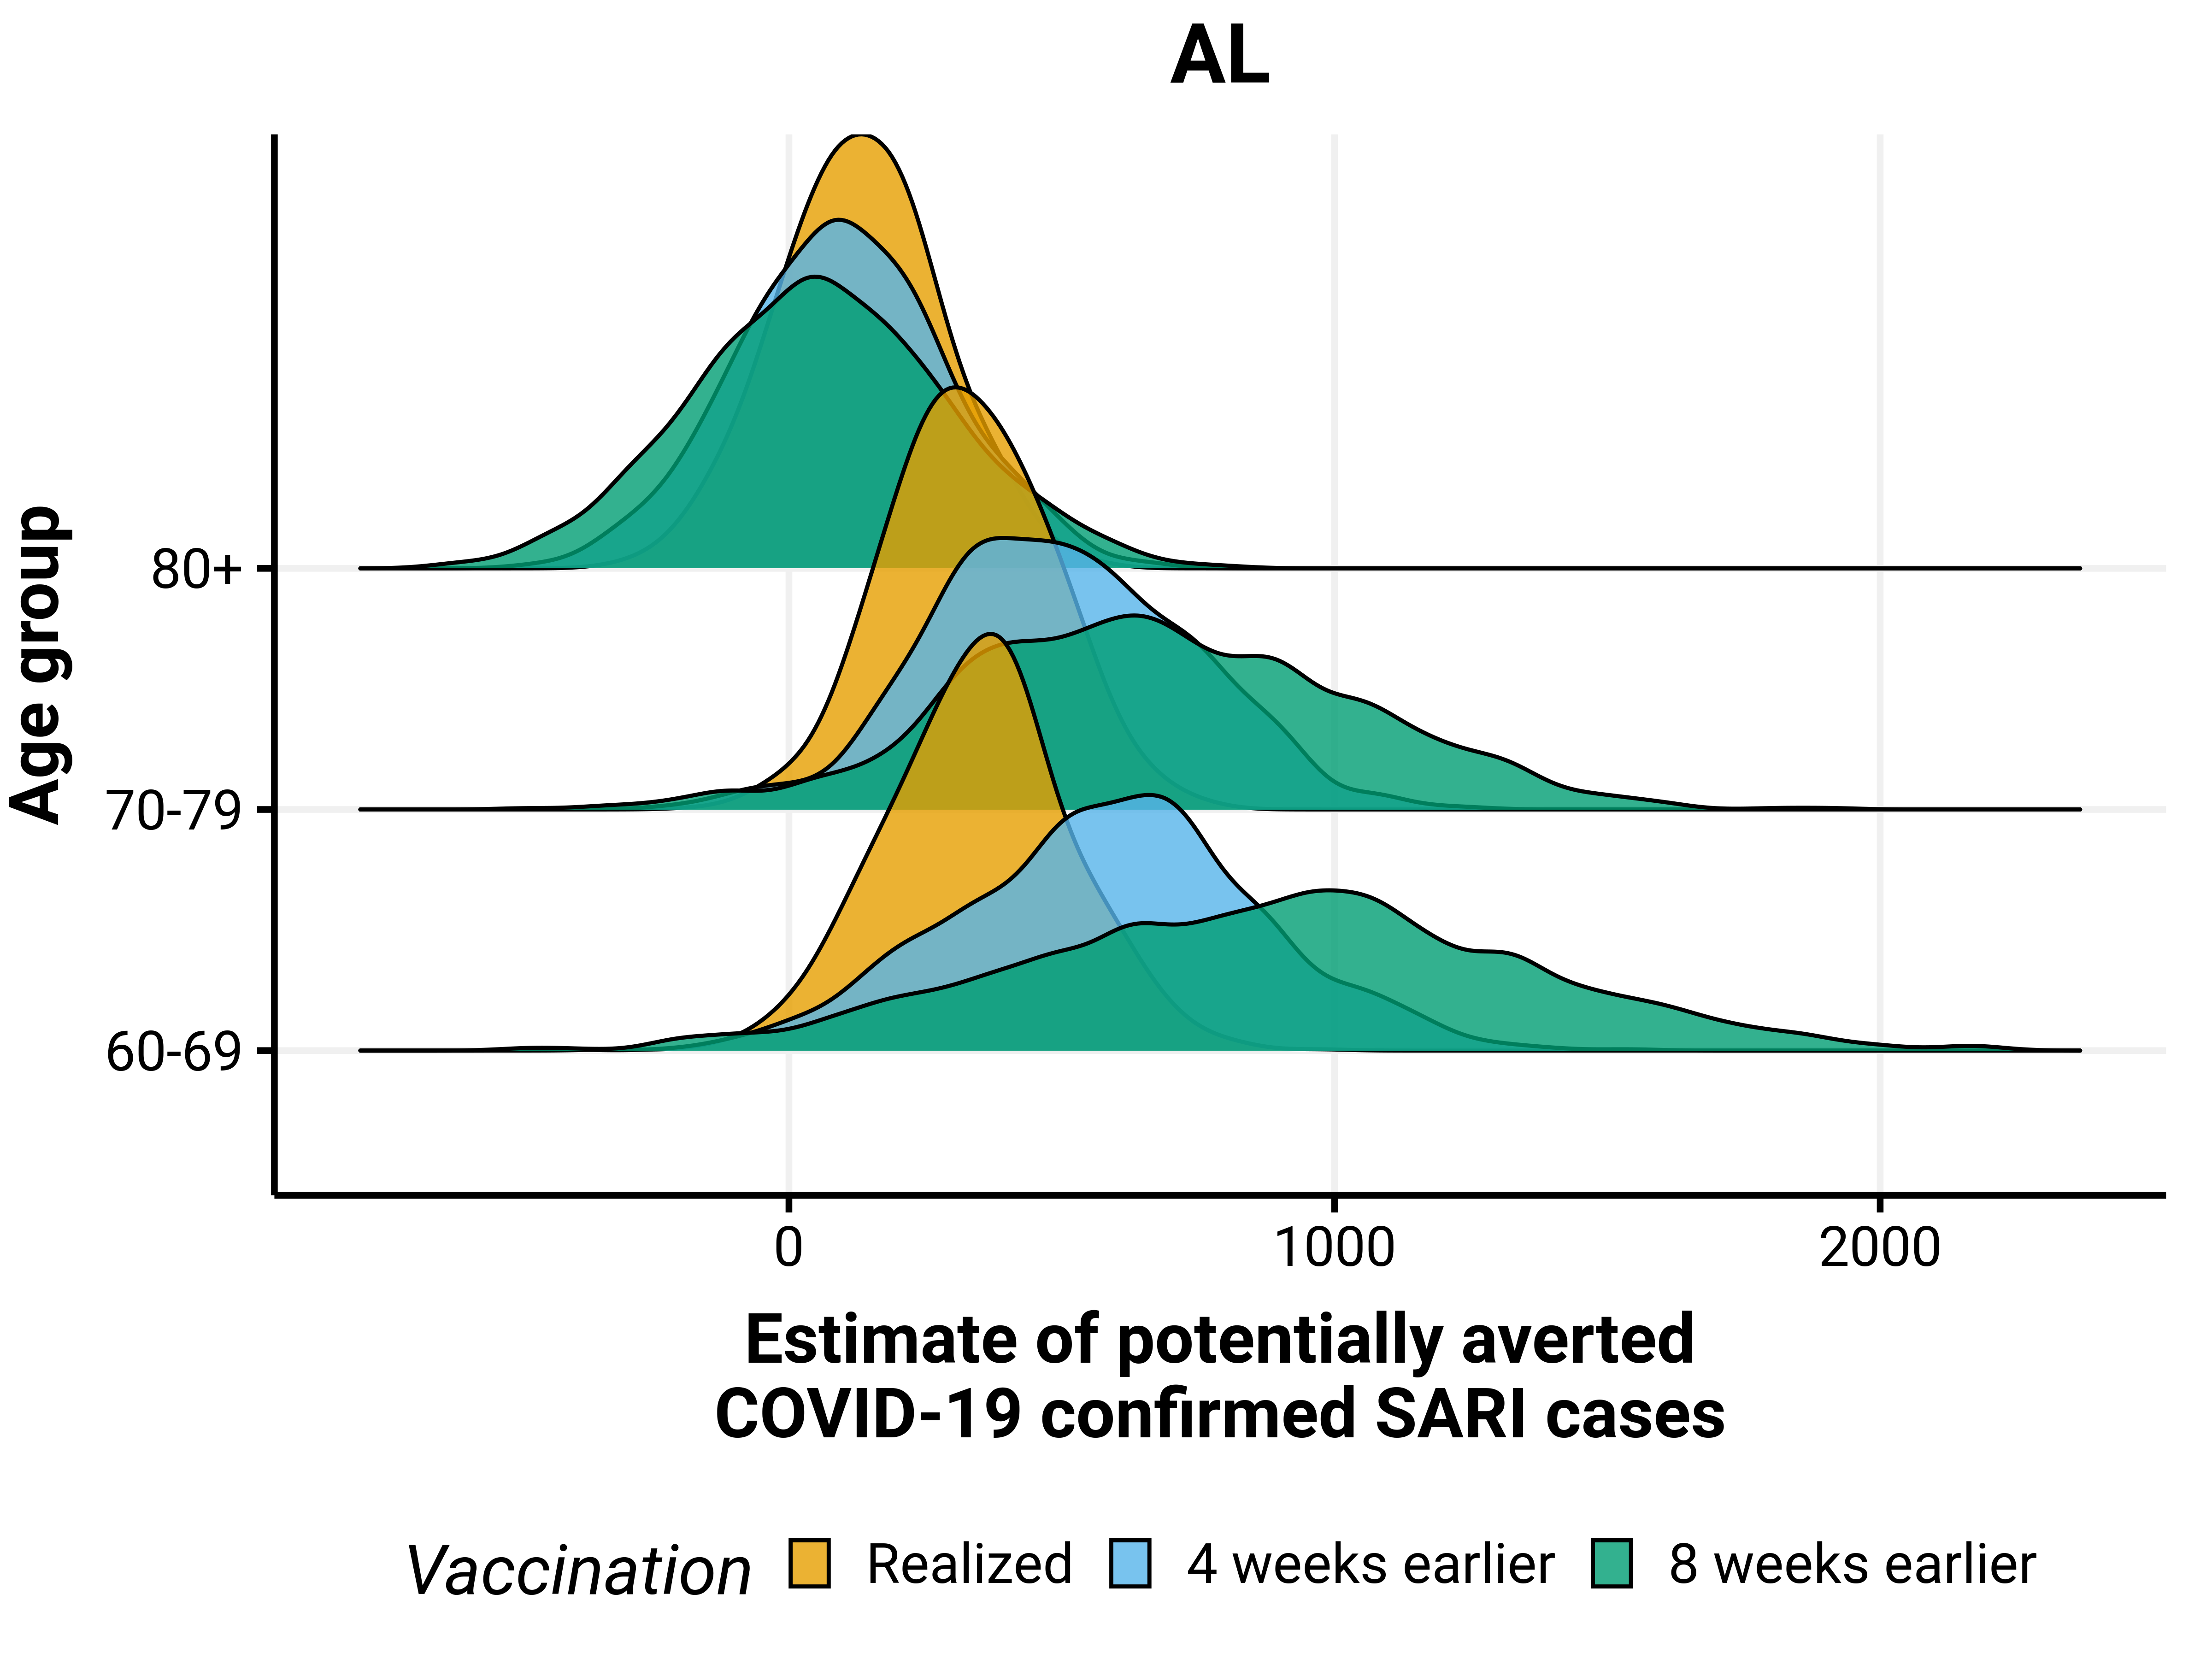 AL
Age group
80+
70-79
60-69
0 1000 2000
Estimate of potentially averted
COVID-19 confirmed SARI cases
Vaccination Realized 4 weeks earlier 8 weeks earlier